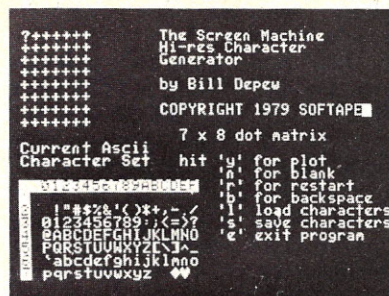 ?++++++ The Screen Machine
+++++++ Hi-res Character
+++++++ Generator
+++++++
+++++++ by Bill Depew
+++++++
+++++++ COPYRIGHT 1979 SOFTAPE
+++++++
7 x 8 dot matrix
Current Ascii
Character Set hit 'y' for plot
'n' for blank
0123456789ABCDEF 'r' for restart
'b' for backspace
!"#$%&'()*+,-./ 'l' load characters
0123456789:;<=>? 's' save characters
@ABCDEFGHIJKLMNO 'e' exit program
PQRSTUVWXYZ[\]^_
`abcdefghijklmno
pqrstuvwxyz ♦♥